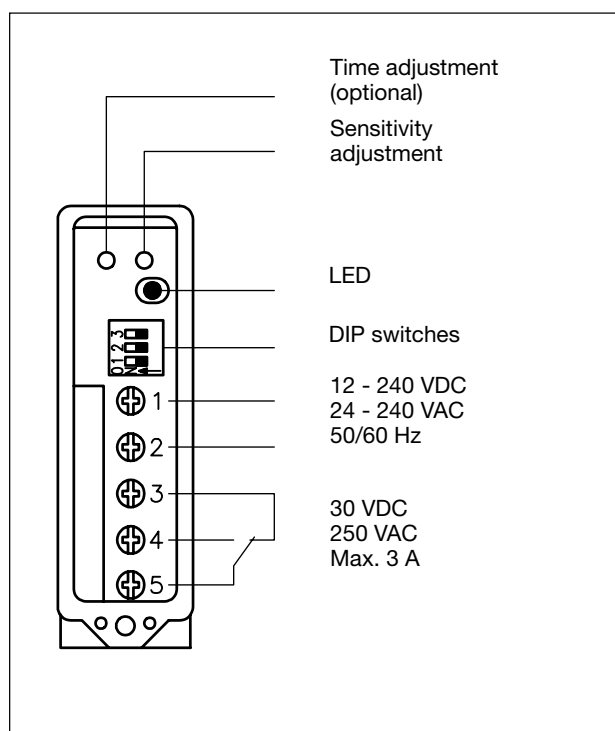 Time adjustment
(optional)
Sensitivity
adjustment
LED
DIP switches
12 - 240 VDC
24 - 240 VAC
50/60 Hz
30 VDC
250 VAC
Max. 3 A
1 2 3
ON
1
2
3
4
5